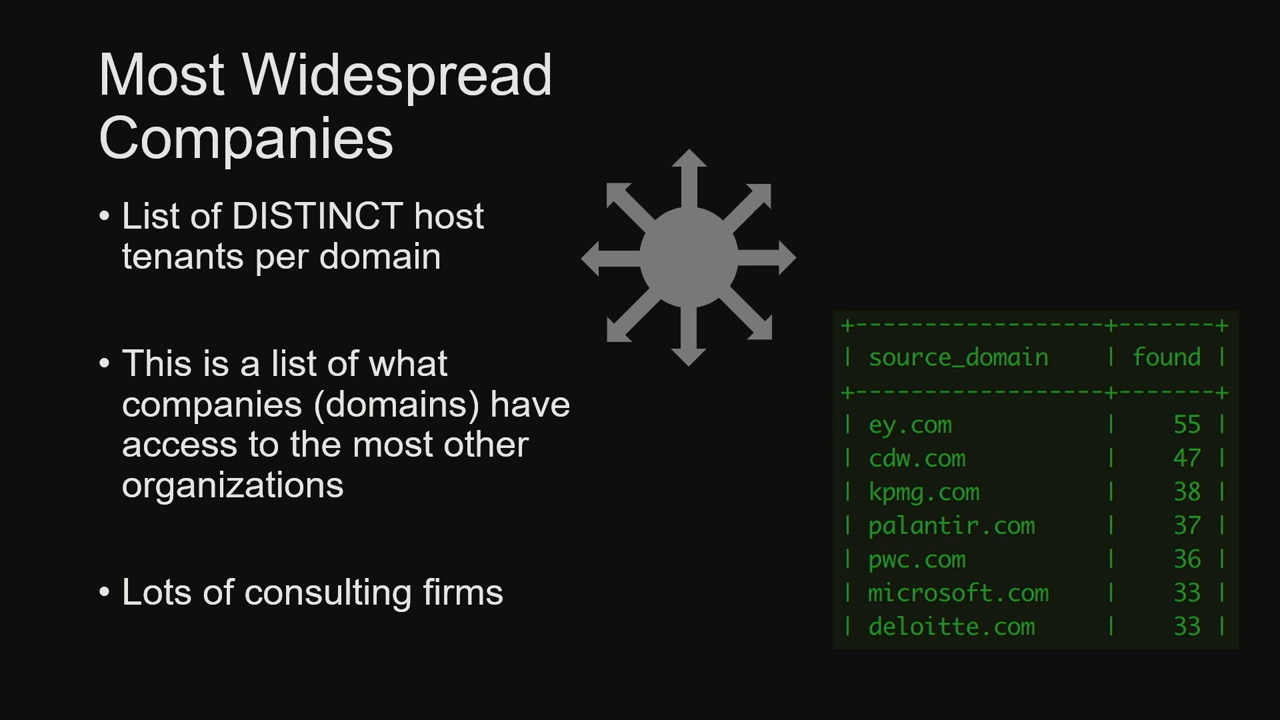 Most Widespread
Companies
• List of DISTINCT host
tenants per domain
• This is a list of what
companies (domains) have
access to the most other
organizations
• Lots of consulting firms
+------------------+-------+
| source_domain | found |
+------------------+-------+
| ey.com | 55 |
| cdw.com | 47 |
| kpmg.com | 38 |
| palantir.com | 37 |
| pwc.com | 36 |
| microsoft.com | 33 |
| deloitte.com | 33 |